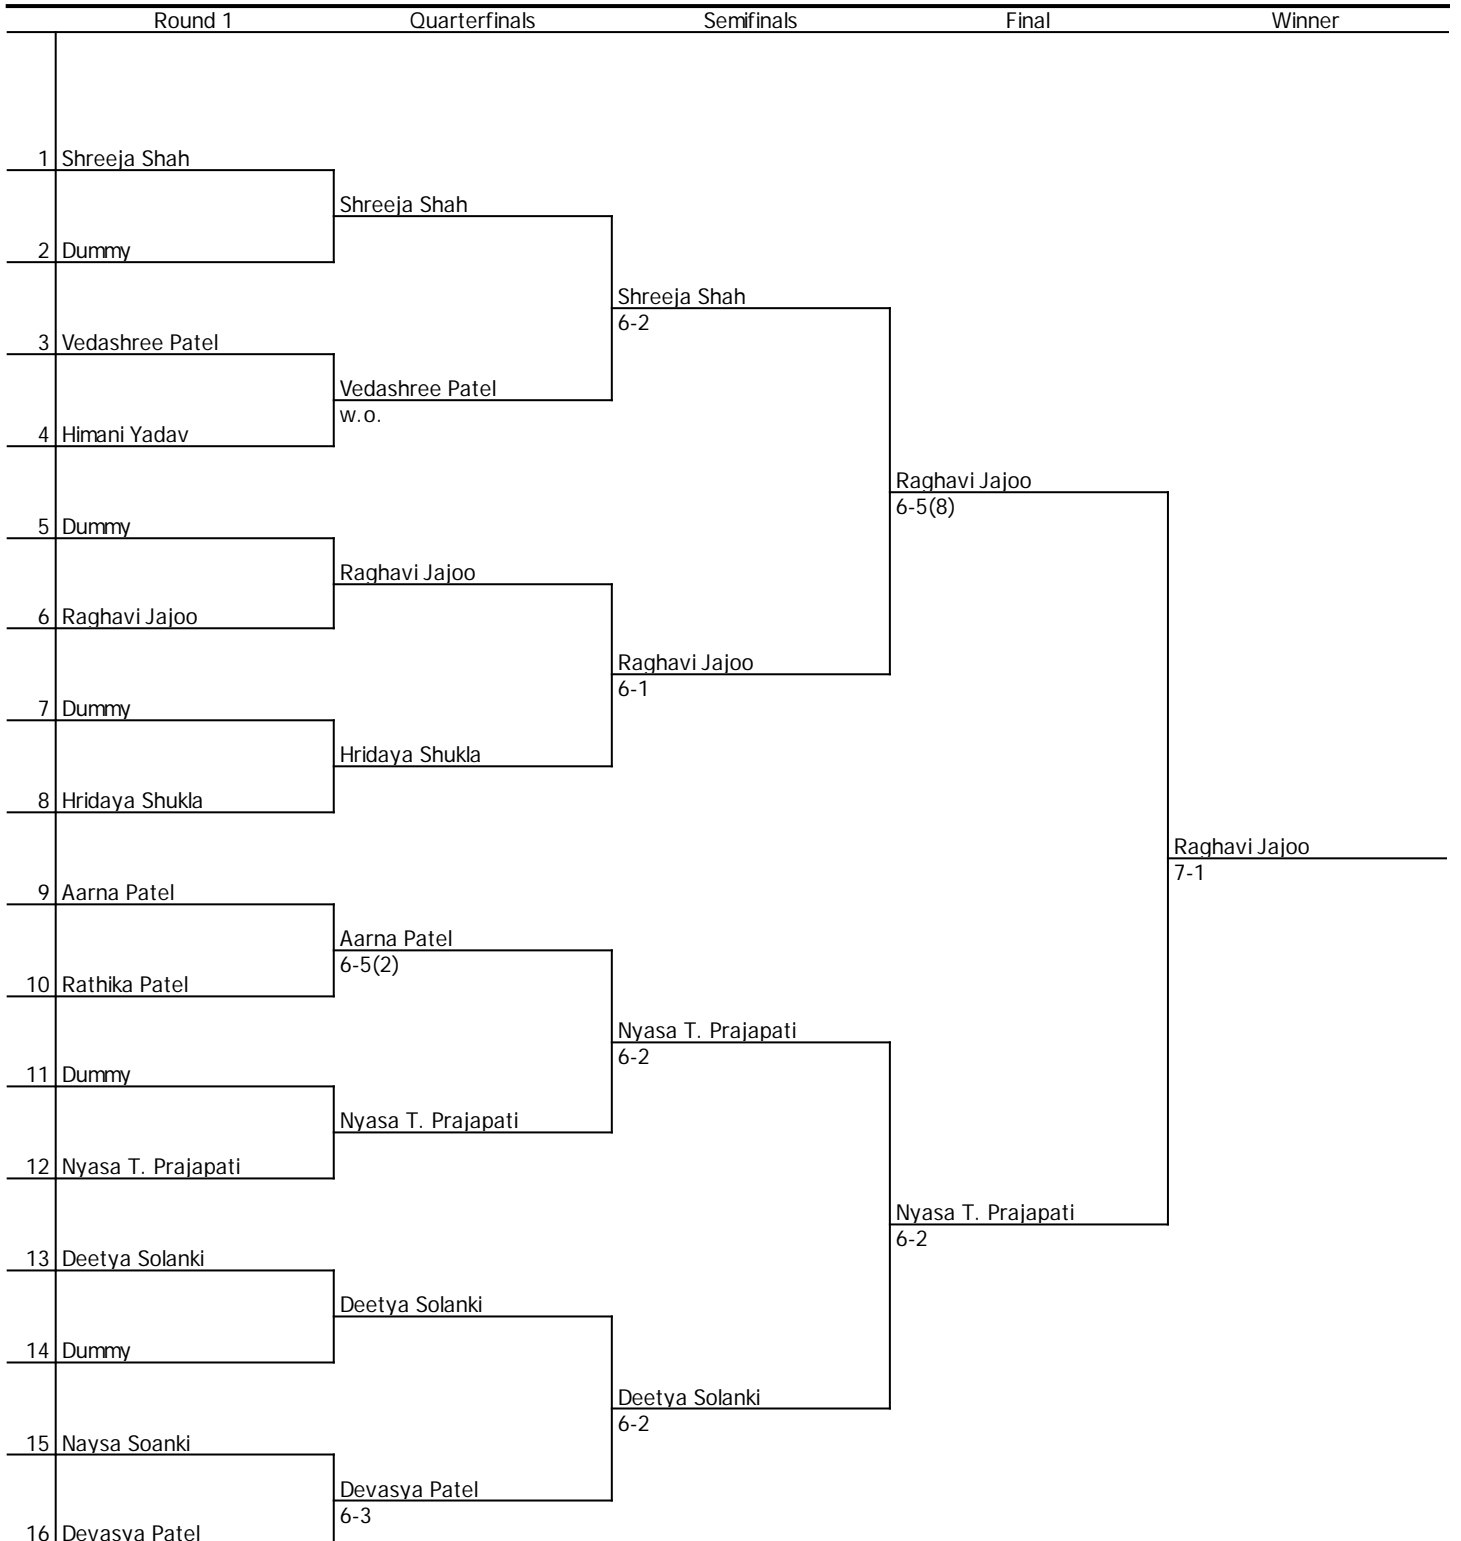 Round 1 Quarterfinals Semifinals Final Winner
1 Shreeja Shah
Shreeja Shah
2 Dummy
Shreeja Shah
6-2
3 Vedashree Patel
Vedashree Patel
w.o.
4 Himani Yadav
Raghavi Jajoo
6-5(8)
5 Dummy
Raghavi Jajoo
6 Raghavi Jajoo
Raghavi Jajoo
6-1
7 Dummy
Hridaya Shukla
8 Hridaya Shukla
Raghavi Jajoo
7-1
9 Aarna Patel
Aarna Patel
6-5(2)
10 Rathika Patel
Nyasa T. Prajapati
6-2
11 Dummy
Nyasa T. Prajapati
12 Nyasa T. Prajapati
Nyasa T. Prajapati
6-2
13 Deetya Solanki
Deetya Solanki
14 Dummy
Deetya Solanki
6-2
15 Naysa Soanki
Devasya Patel
6-3
16 Devasya Patel